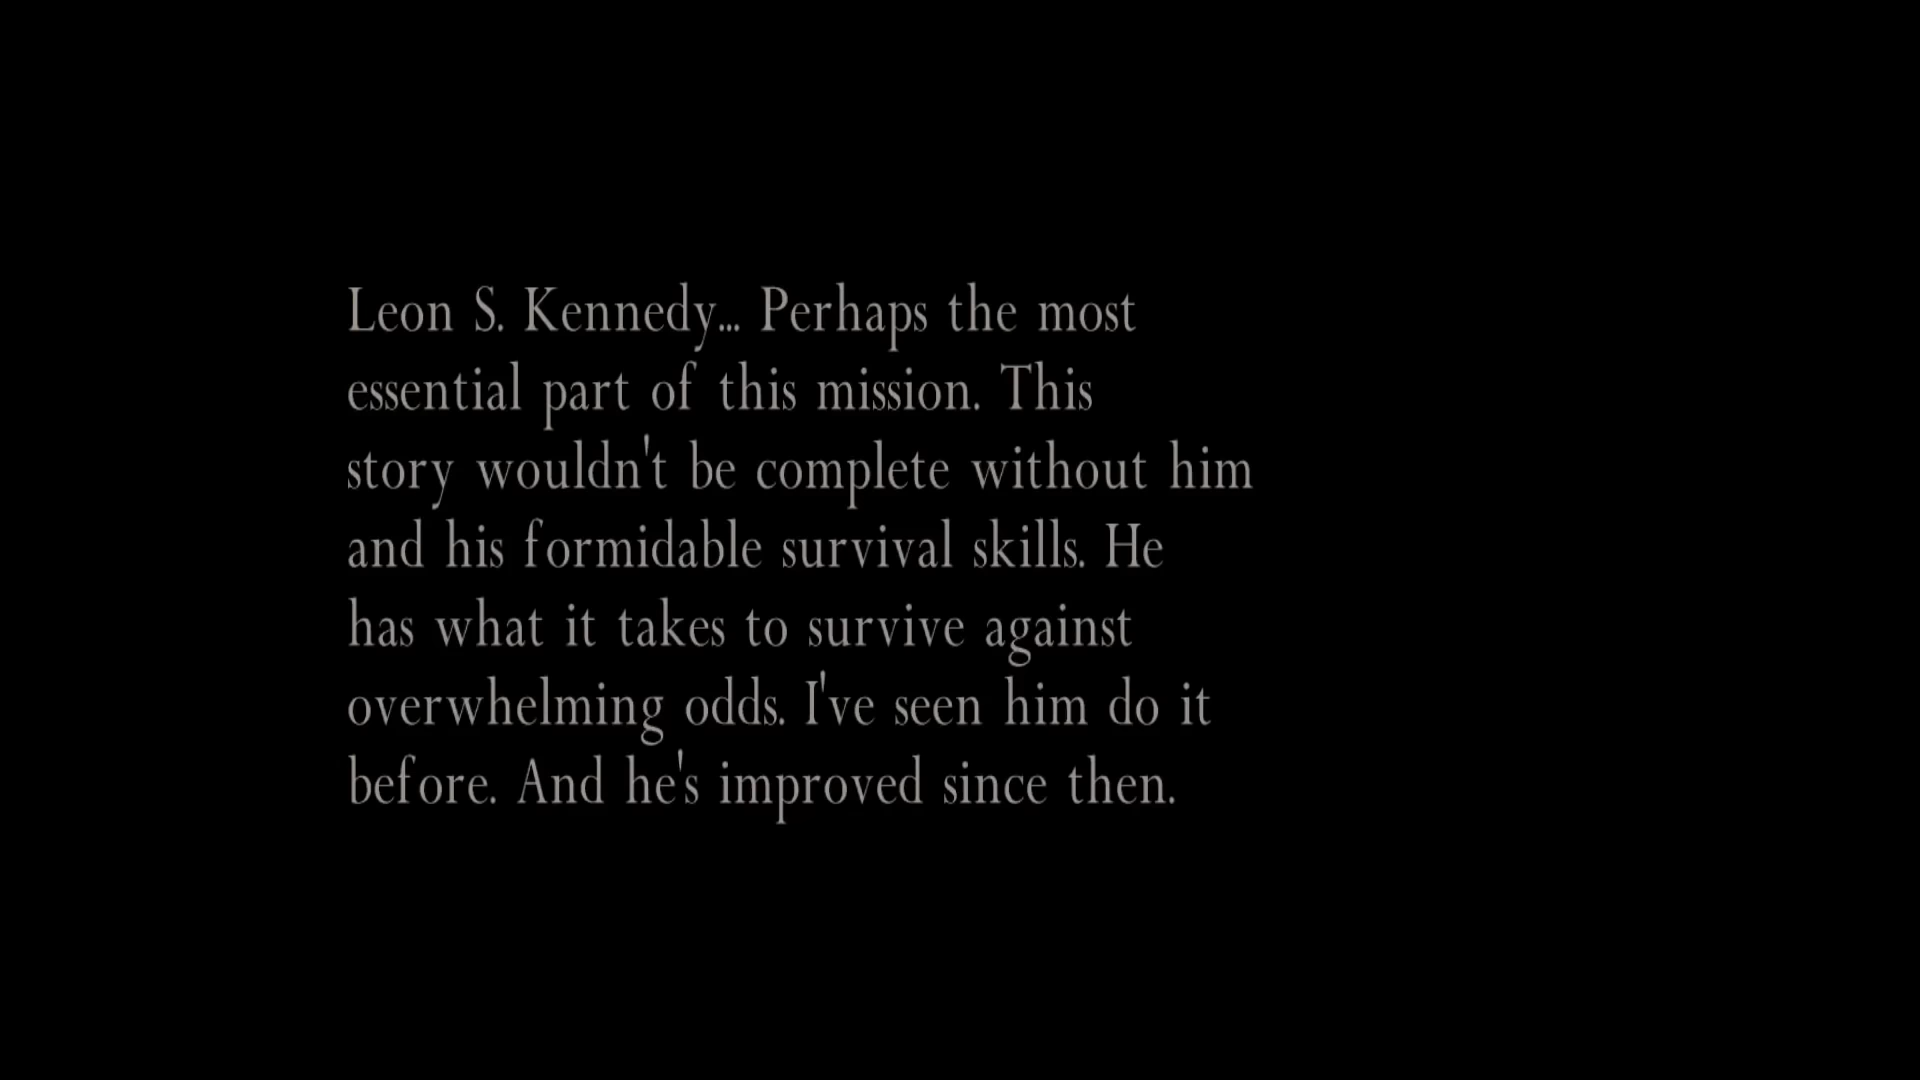 Leon S. Kennedy... Perhaps the most
essential part of this mission. This
story wouldn't be complete without him
and his formidable survival skills. He
has what it takes to survive against
overwhelming odds. I've seen him do it
before. And he's improved since then.